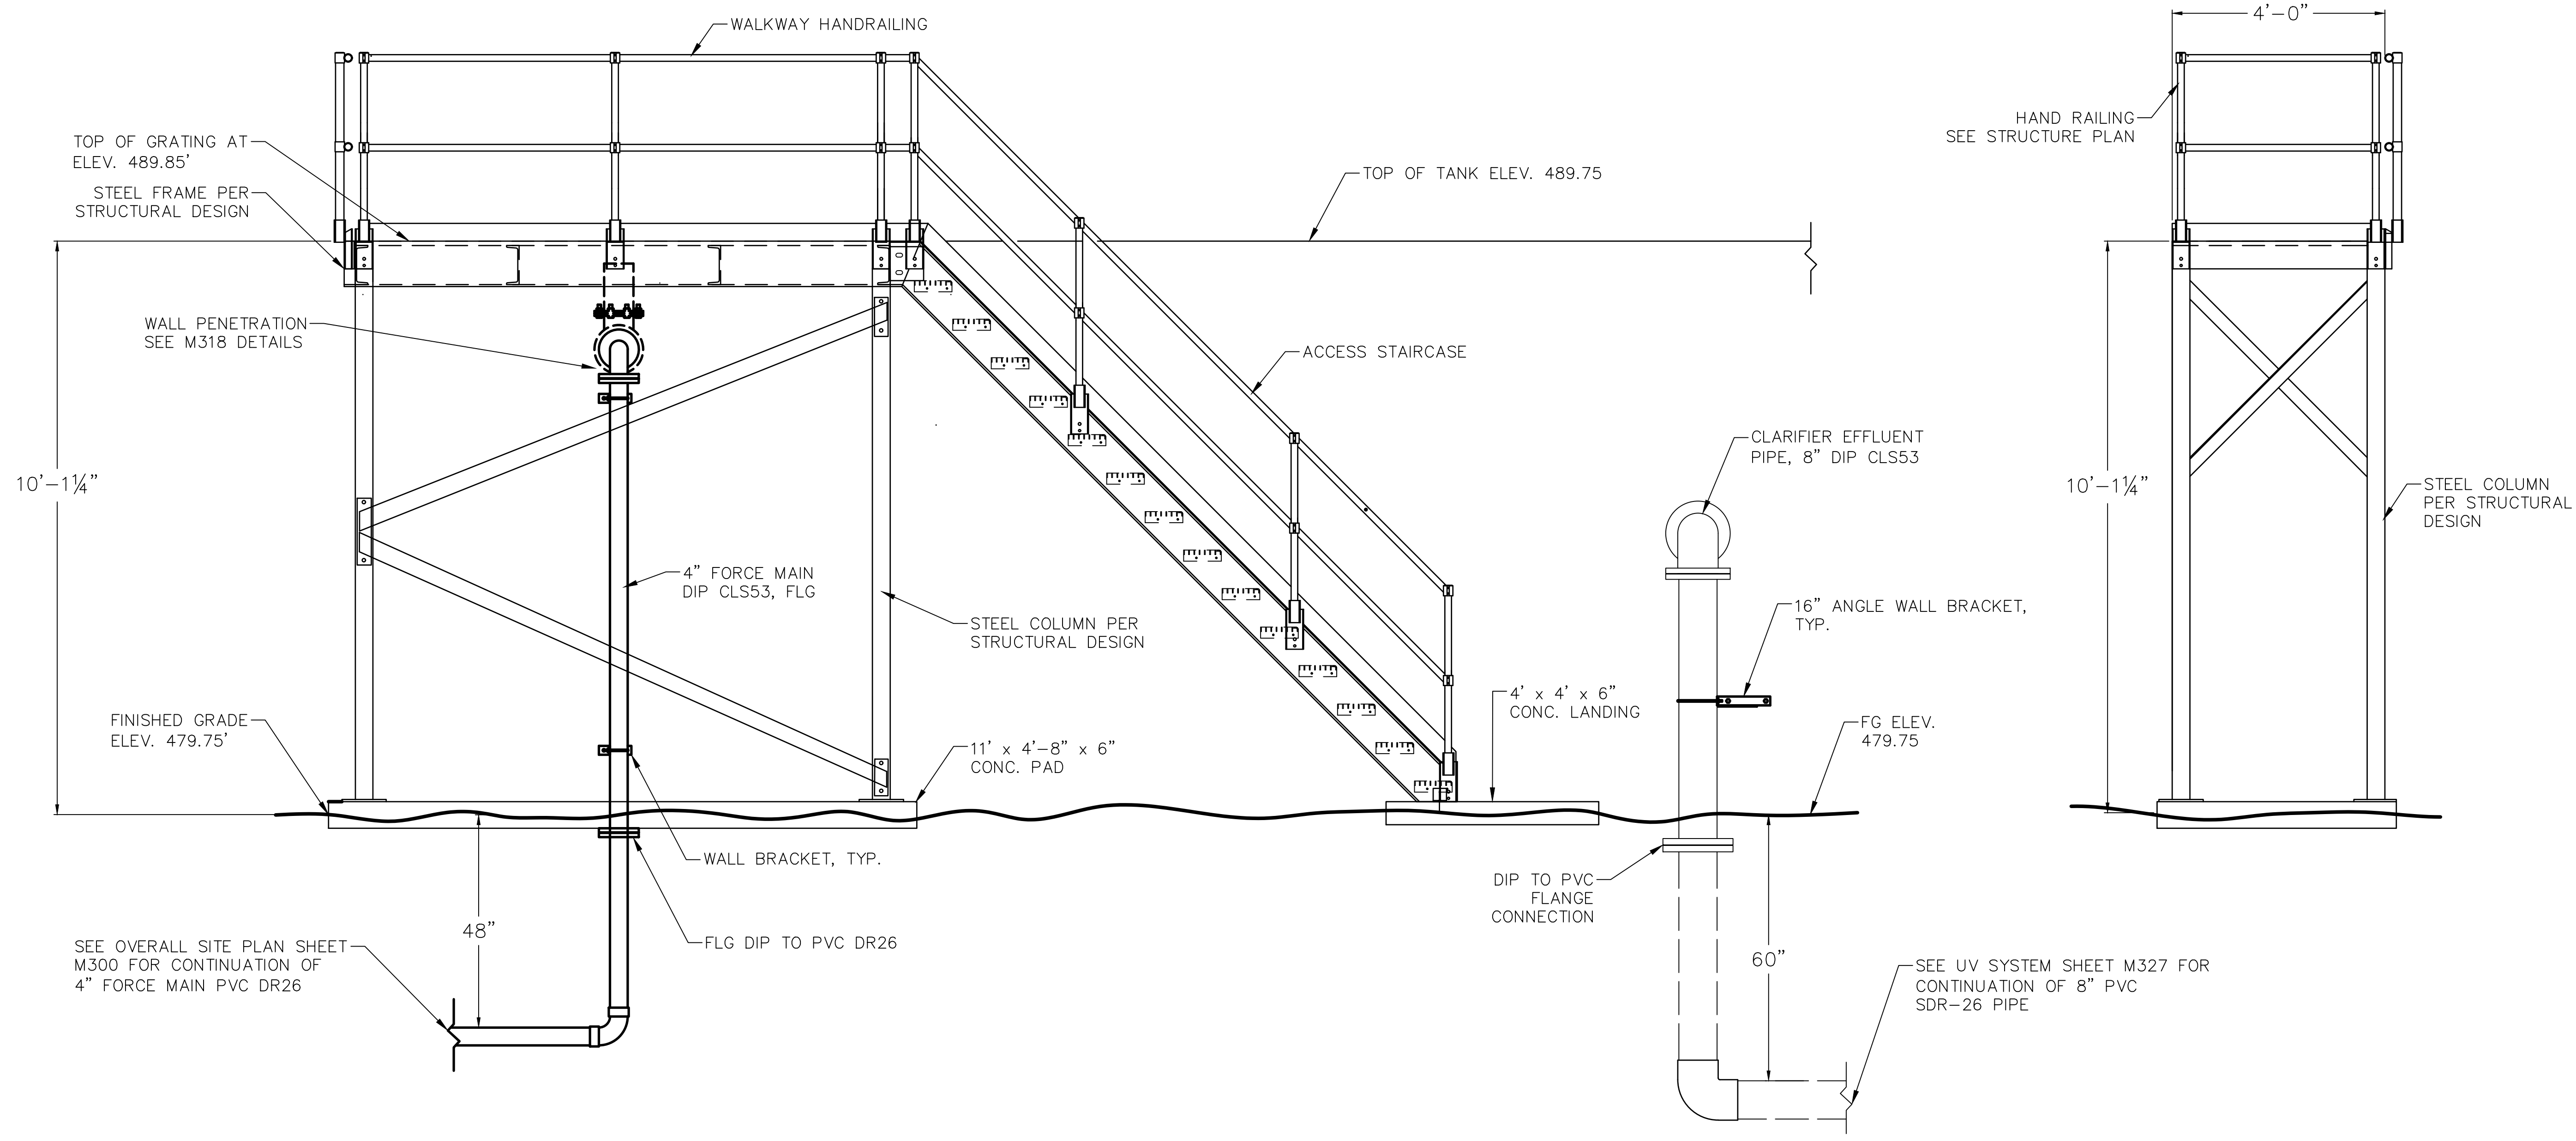 WALKWAY HANDRAILING
4'-0"
HAND RAILING
SEE STRUCTURE PLAN
TOP OF GRATING AT
ELEV. 489.85'
STEEL FRAME PER
STRUCTURAL DESIGN
TOP OF TANK ELEV. 489.75
WALL PENETRATION
SEE M318 DETAILS
ACCESS STAIRCASE
CLARIFIER EFFLUENT
PIPE, 8" DIP CLS53
10'-1¼"
10'-1¼"
STEEL COLUMN
PER STRUCTURAL
DESIGN
4" FORCE MAIN
DIP CLS53, FLG
STEEL COLUMN PER
STRUCTURAL DESIGN
16" ANGLE WALL BRACKET,
TYP.
FINISHED GRADE
ELEV. 479.75'
11' x 4'-8" x 6"
CONC. PAD
4' x 4' x 6"
CONC. LANDING
FG ELEV.
479.75
WALL BRACKET, TYP.
DIP TO PVC
FLANGE
CONNECTION
48"
FLG DIP TO PVC DR26
SEE OVERALL SITE PLAN SHEET
M300 FOR CONTINUATION OF
4" FORCE MAIN PVC DR26
60"
SEE UV SYSTEM SHEET M327 FOR
CONTINUATION OF 8" PVC
SDR-26 PIPE